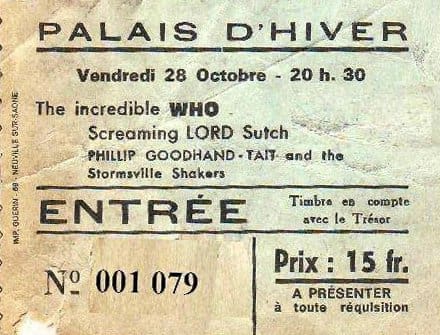 PALAIS D'HIVER
Vendredi 28 Octobre - 20 h. 30
The incredible WHO
Screaming LORD Sutch
PHILLIP GOODHAND-TAIT and the
Stormsville Shakers
ENTRÉE
Timbre en compte
avec le Trésor
Nº 001 079
Prix : 15 fr.
A PRÉSENTER
à toute réquisition
IMP. GUERIN - 69 - NEUVILLE-SUR-SAONE